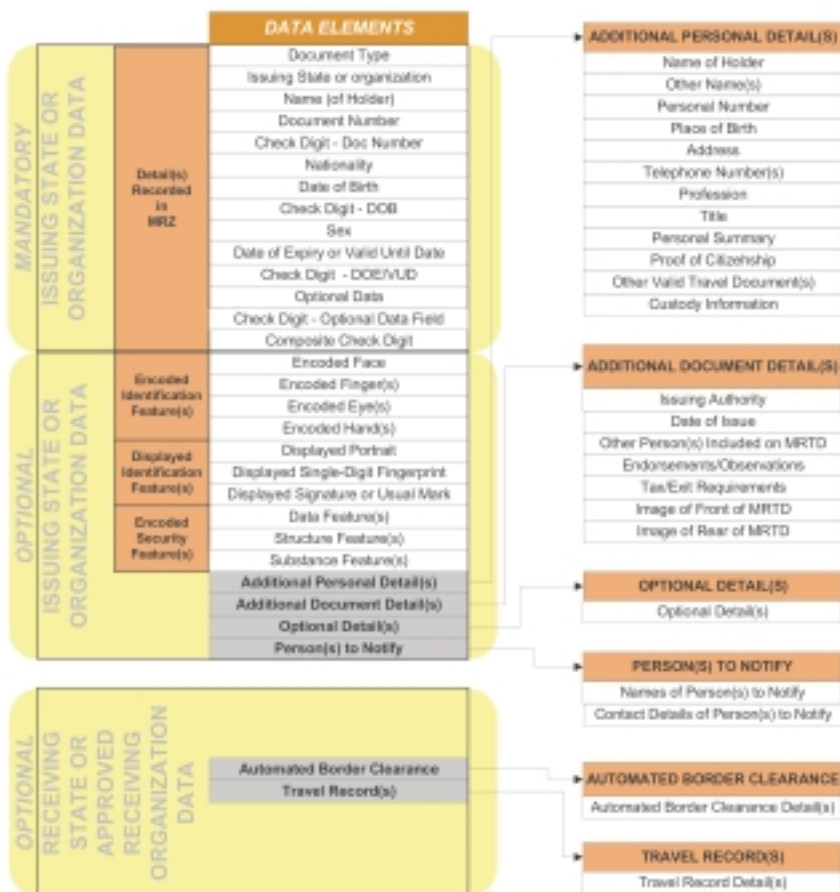 DATA ELEMENTS
MANDATORY
ISSUING STATE OR
ORGANIZATION DATA
Detail(s)
Recorded
in
MRZ
Document Type
Issuing State or organization
Name (of Holder)
Document Number
Check Digit - Doc Number
Nationality
Date of Birth
Check Digit - DOB
Sex
Date of Expiry or Valid Until Date
Check Digit - DOE/VUD
Optional Data
Check Digit - Optional Data Field
Composite Check Digit
OPTIONAL
ISSUING STATE OR
ORGANIZATION DATA
Encoded
Identification
Feature(s)
Encoded Face
Encoded Finger(s)
Encoded Eye(s)
Encoded Hand(s)
Displayed
Identification
Feature(s)
Displayed Portrait
Displayed Single-Digit Fingerprint
Displayed Signature or Usual Mark
Encoded
Security
Feature(s)
Data Feature(s)
Structure Feature(s)
Substance Feature(s)
Additional Personal Detail(s)
Additional Document Detail(s)
Optional Detail(s)
Person(s) to Notify
OPTIONAL
RECEIVING
STATE OR
APPROVED
RECEIVING
ORGANIZATION
DATA
Automated Border Clearance
Travel Record(s)
ADDITIONAL PERSONAL DETAIL(S)
Name of Holder
Other Name(s)
Personal Number
Place of Birth
Address
Telephone Number(s)
Profession
Title
Personal Summary
Proof of Citizehship
Other Valid Travel Document(s)
Custody Information
ADDITIONAL DOCUMENT DETAIL(S)
Issuing Authority
Date of Issue
Other Person(s) Included on MRTD
Endorsements/Observations
Tax/Exit Requirements
Image of Front of MRTD
Image of Rear of MRTD
OPTIONAL DETAIL(S)
Optional Detail(s)
PERSON(S) TO NOTIFY
Names of Person(s) to Notify
Contact Details of Person(s) to Notify
AUTOMATED BORDER CLEARANCE
Automated Border Clearance Detail(s)
TRAVEL RECORD(S)
Travel Record Detail(s)